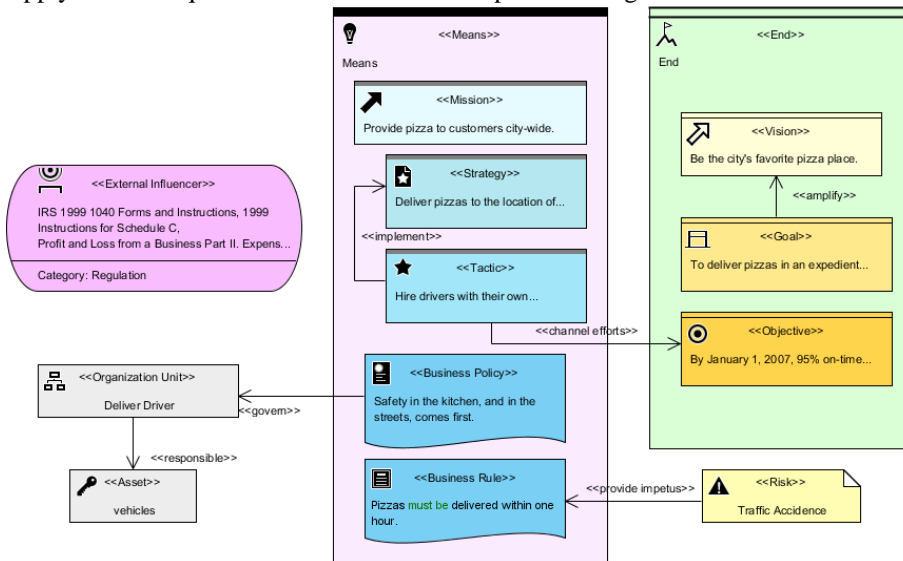 <<Means>>
Means
<<Mission>>
Provide pizza to customers city-wide.
<<Strategy>>
Deliver pizzas to the location of...
<<implement>>
<<Tactic>>
Hire drivers with their own...
<<channel efforts>>
<<Business Policy>>
Safety in the kitchen, and in the
streets, comes first.
<<govern>>
<<Business Rule>>
Pizzas must be delivered within one
hour.
<<provide impetus>>
<<End>>
End
<<Vision>>
Be the city's favorite pizza place.
<<amplify>>
<<Goal>>
To deliver pizzas in an expedient...
<<Objective>>
By January 1, 2007, 95% on-time...
<<External Influencer>>
IRS 1999 1040 Forms and Instructions, 1999
Instructions for Schedule C,
Profit and Loss from a Business Part II. Expens...
Category: Regulation
<<Organization Unit>>
Deliver Driver
<<responsible>>
<<Asset>>
vehicles
<<Risk>>
Traffic Accidence